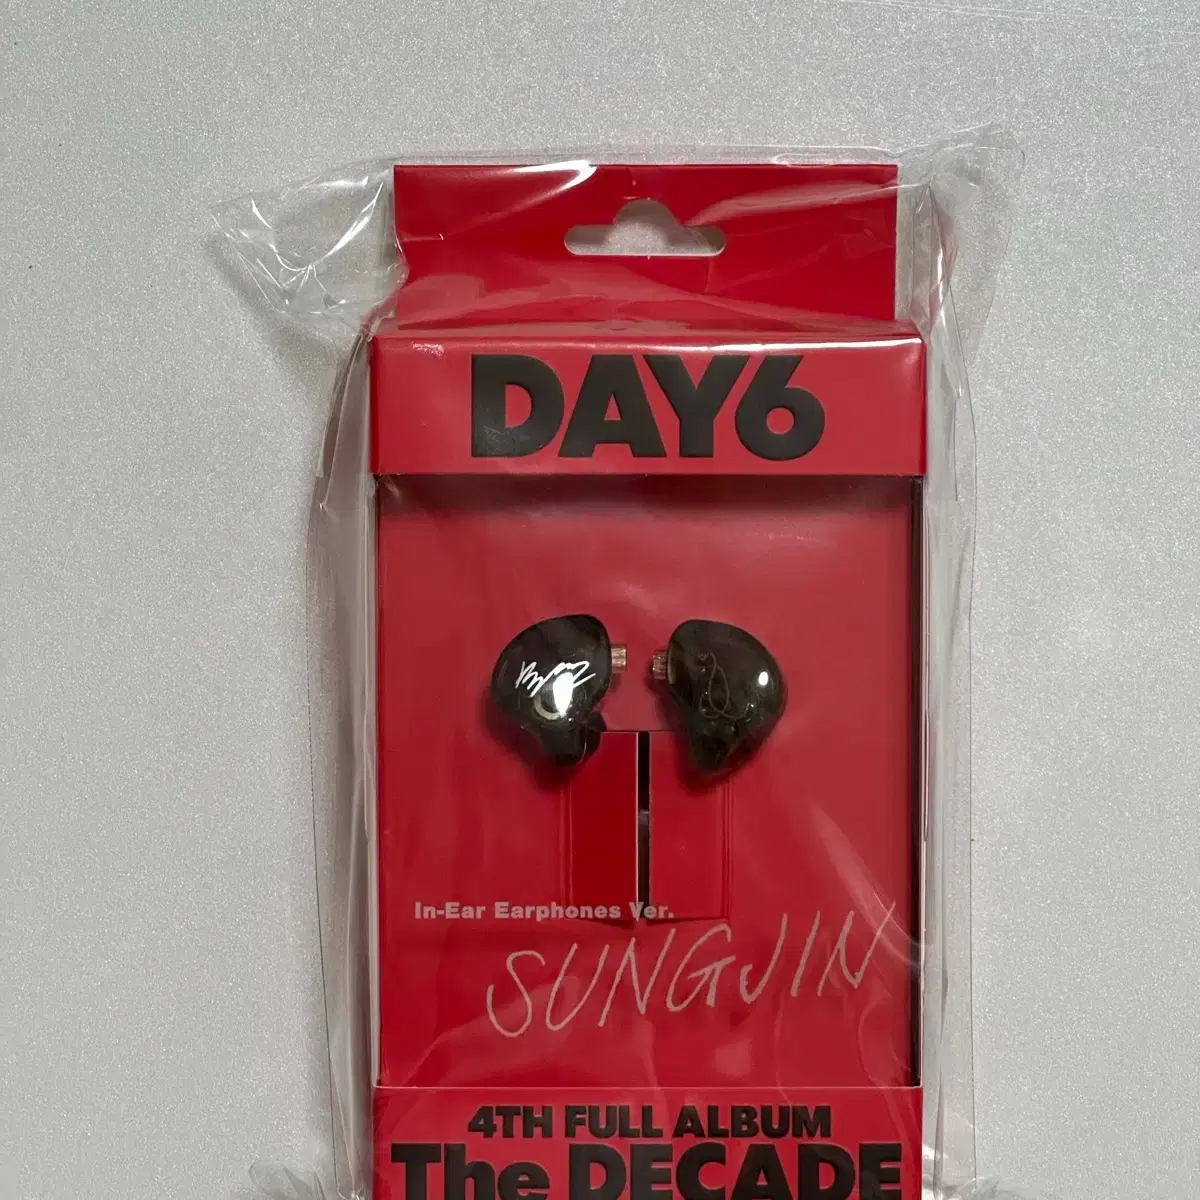 DAY6
In-Ear Earphones Ver.
SUNGJIN
4TH FULL ALBUM
The DECADE